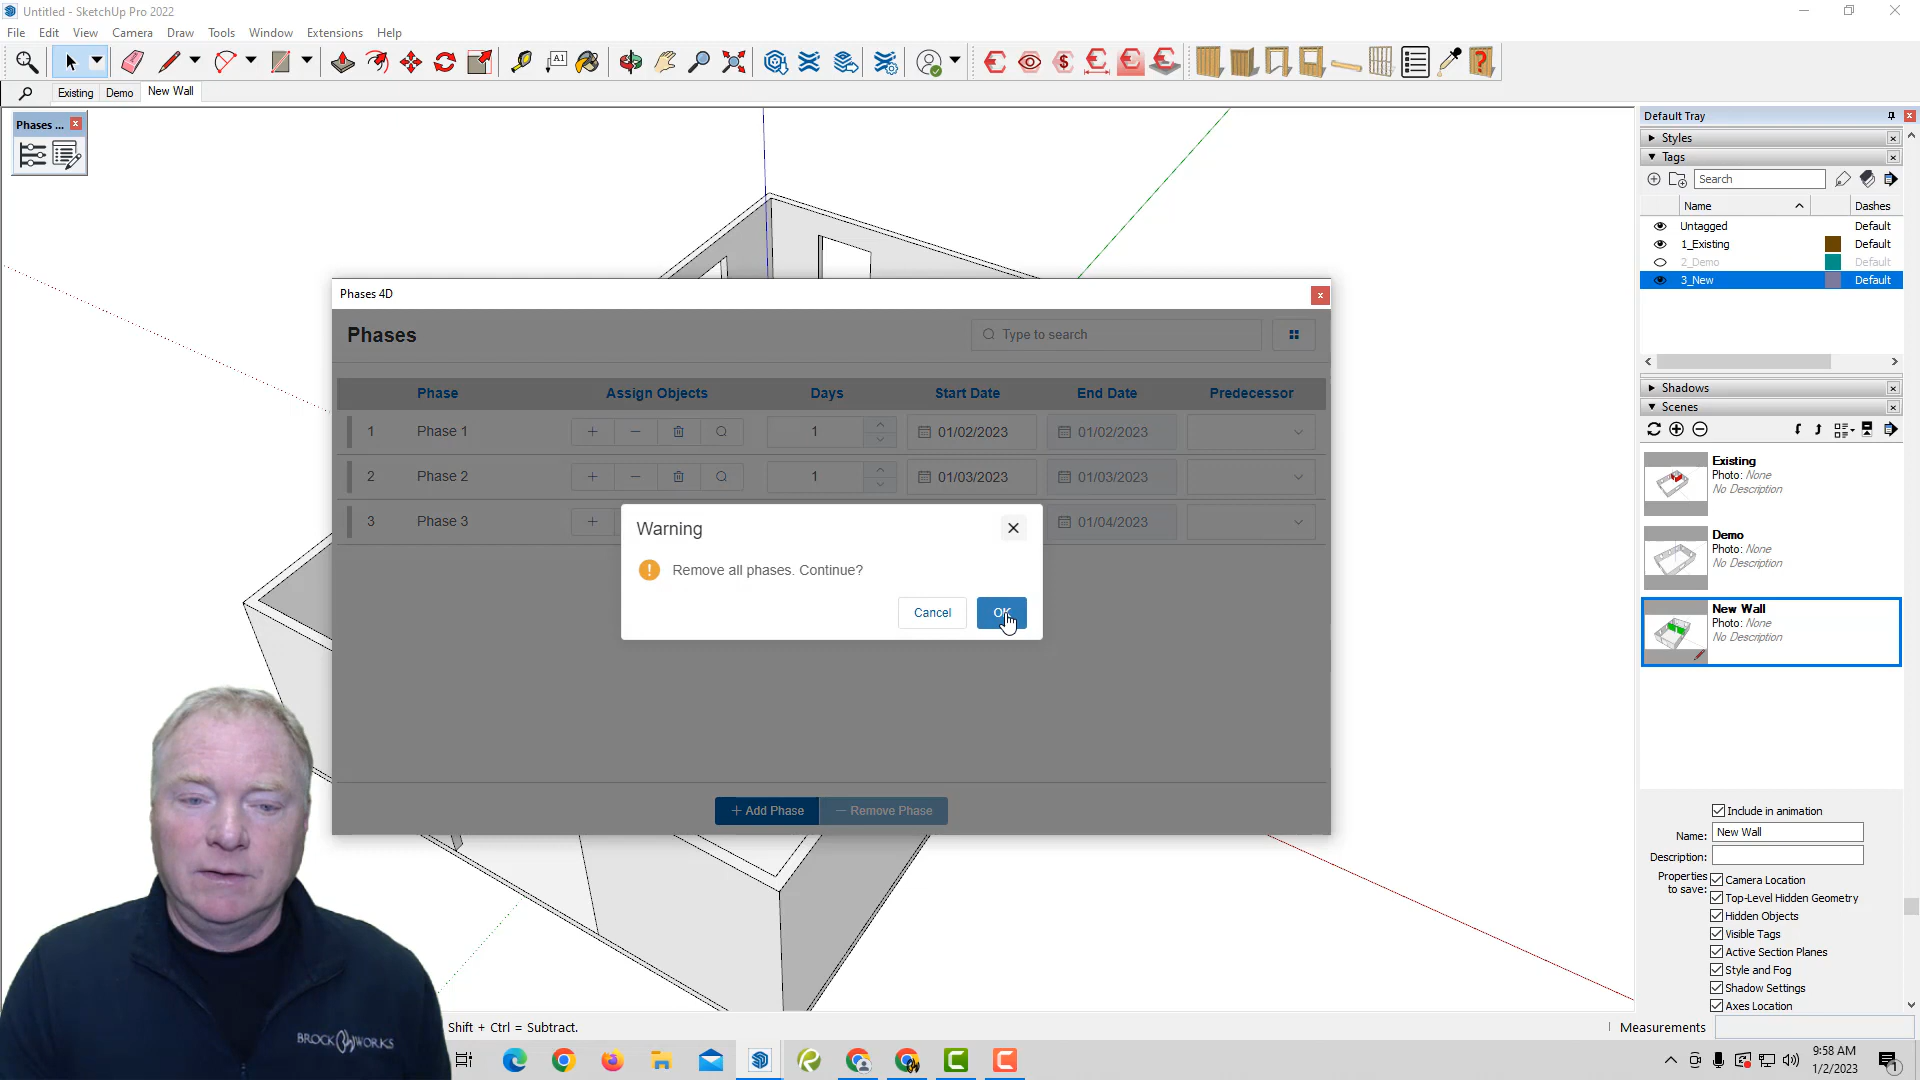 Untitled - SketchUp Pro 2022
File Edit View Camera Draw Tools Window Extensions Help
Existing Demo New Wall
Phases ...
Default Tray
Styles
Tags
Search
Name Dashes
Untagged Default
1_Existing Default
2_Demo Default
3_New Default
Phases 4D
Phases
Type to search
Phase Assign Objects Days Start Date End Date Predecessor
1 Phase 1 1 01/02/2023 01/02/2023
2 Phase 2 1 01/03/2023 01/03/2023
3 Phase 3 01/04/2023
Warning
Remove all phases. Continue?
Cancel OK
+ Add Phase — Remove Phase
Shadows
Scenes
Existing
Photo: None
No Description
Demo
Photo: None
No Description
New Wall
Photo: None
No Description
Include in animation
Name: New Wall
Description:
Properties to save:
Camera Location
Top-Level Hidden Geometry
Hidden Objects
Visible Tags
Active Section Planes
Style and Fog
Shadow Settings
Axes Location
BROCK WORKS
Shift + Ctrl = Subtract.
Measurements
9:58 AM
1/2/2023